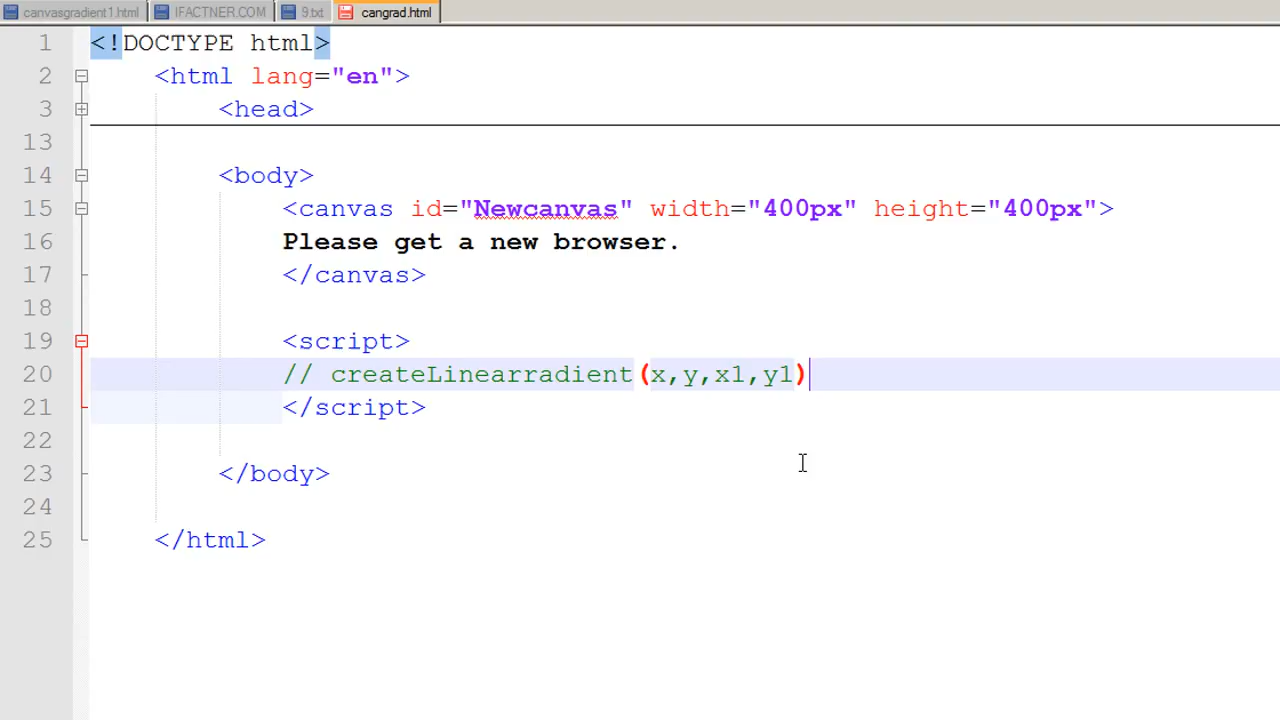 canvasgradient1.html IFACTNER.COM 9.txt cangrad.html
1 <!DOCTYPE html>
2 <html lang="en">
3 <head>
13
14 <body>
15 <canvas id="Newcanvas" width="400px" height="400px">
16 Please get a new browser.
17 </canvas>
18
19 <script>
20 // createLinearradient(x,y,x1,y1)
21 </script>
22
23 </body>
24
25 </html>